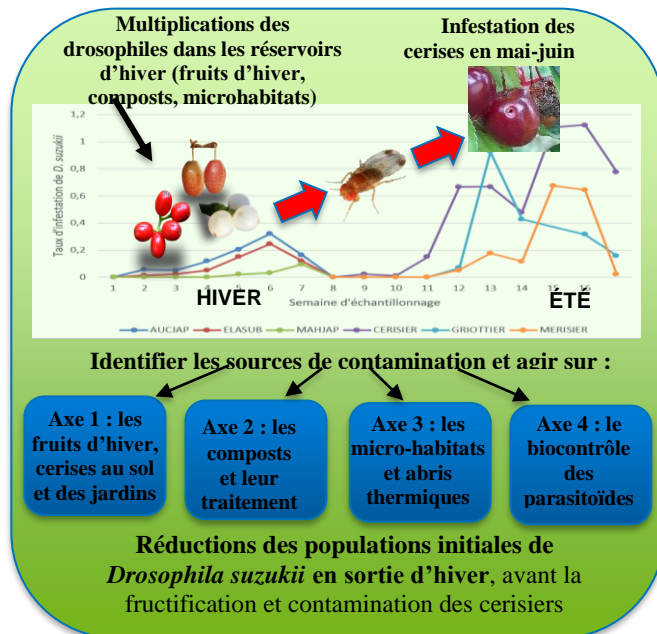 Multiplications des
drosophiles dans les réservoirs
d'hiver (fruits d'hiver,
composts, microhabitats)
Infestation des
cerises en mai-juin
Taux d'infestation de D. suzukii
1,2
1
0,8
0,6
0,4
0,2
0
1 2 3 4 5 6 7 8 9 10 11 12 13 14 15 16
HIVER
ÉTÉ
Semaine d'échantillonnage
AUCJAP ELASUB MAHJAP CERISIER GRIOTTIER MERISIER
Identifier les sources de contamination et agir sur :
Axe 1 : les
fruits d'hiver,
cerises au sol
et des jardins
Axe 2 : les
composts
et leur
traitement
Axe 3 : les
micro-habitats
et abris
thermiques
Axe 4 : le
biocontrôle
des
parasitoïdes
Réductions des populations initiales de
Drosophila suzukii en sortie d'hiver, avant la
fructification et contamination des cerisiers